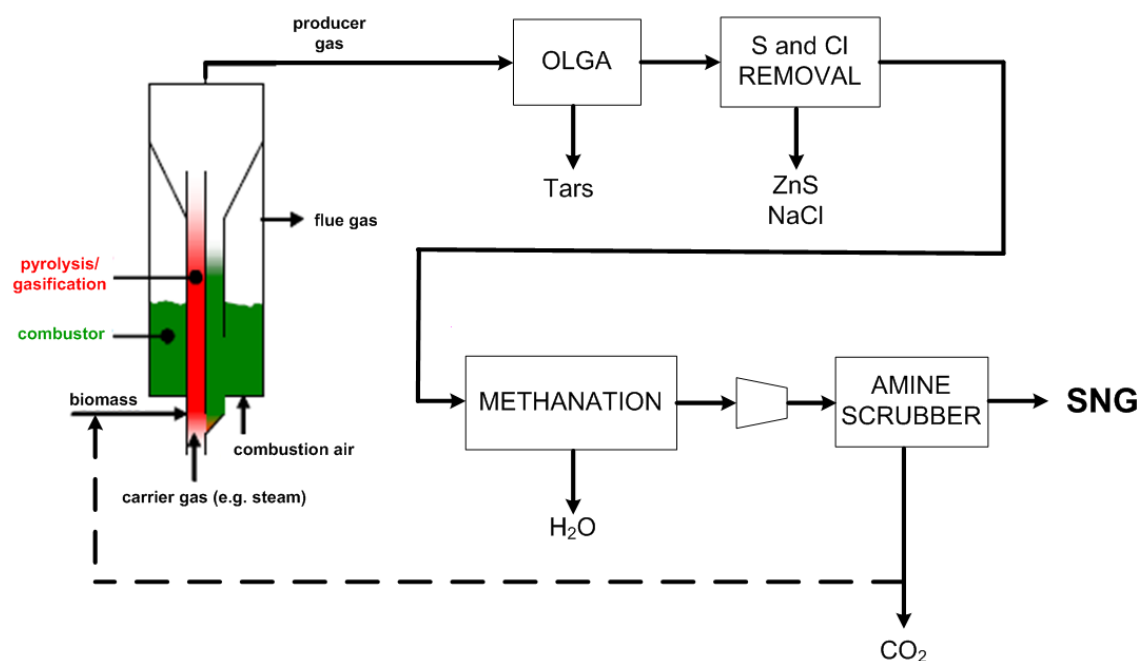 producer
gas
OLGA
S and Cl
REMOVAL
Tars
ZnS
NaCl
flue gas
pyrolysis/
gasification
combustor
biomass
combustion air
carrier gas (e.g. steam)
METHANATION
AMINE
SCRUBBER
SNG
H₂O
CO₂